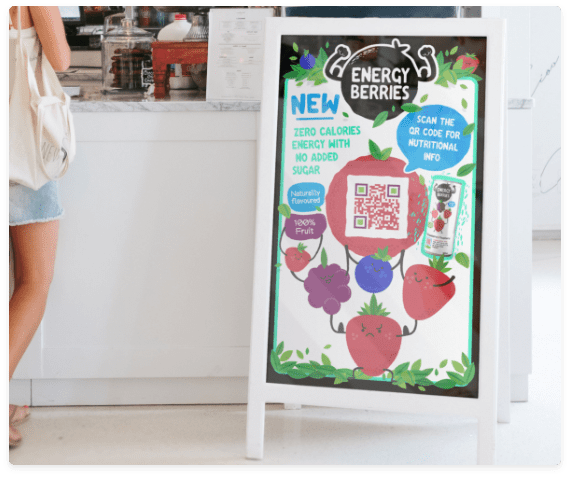 ENERGY
BERRIES
NEW
ZERO CALORIES
ENERGY WITH
NO ADDED
SUGAR
SCAN THE
QR CODE FOR
NUTRITIONAL
INFO
Naturally
flavoured
100%
Fruit